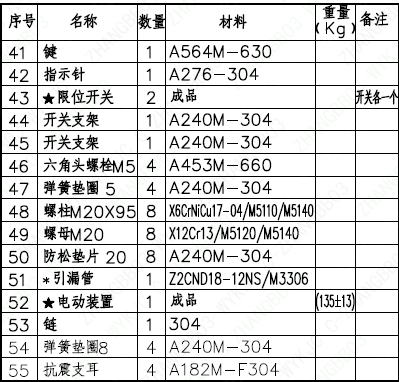 序号 名称 数量 材料 重量(Kg) 备注
41 键 1 A564M-630
42 指示针 1 A276-304
43 ★限位开关 2 成品 开关各一个
44 开关支架 1 A240M-304
45 开关支架 1 A240M-304
46 六角头螺栓M5 4 A453M-660
47 弹簧垫圈 5 4 A240M-304
48 螺柱M20X95 8 X6CrNiCu17-04/M5110/M5140
49 螺母M20 8 X12Cr13/M5120/M5140
50 防松垫片 20 8 A240M-304
51 *引漏管 1 Z2CND18-12NS/M3306
52 ★电动装置 1 成品 (135±13)
53 链 1 304
54 弹簧垫圈8 4 A240M-304
55 抗震支耳 4 A182M-F304